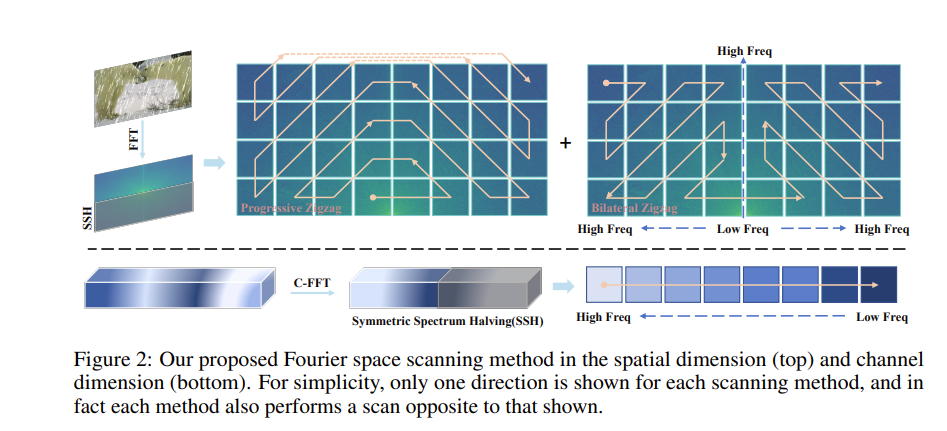 High Freq
FFT
SSH
+
Progressive Zigzag
Bilateral Zigzag
High Freq
Low Freq
High Freq
C-FFT
Symmetric Spectrum Halving(SSH)
High Freq
Low Freq
Figure 2: Our proposed Fourier space scanning method in the spatial dimension (top) and channel
dimension (bottom). For simplicity, only one direction is shown for each scanning method, and in
fact each method also performs a scan opposite to that shown.